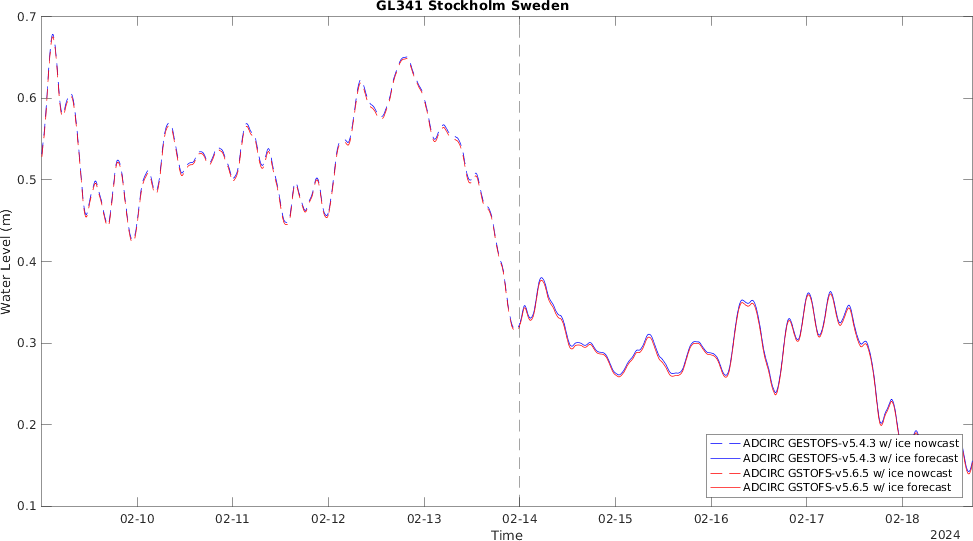 GL341 Stockholm Sweden
0.7
0.6
0.5
0.4
0.3
0.2
0.1
Water Level (m)
ADCIRC GESTOFS-v5.4.3 w/ ice nowcast
ADCIRC GESTOFS-v5.4.3 w/ ice forecast
ADCIRC GSTOFS-v5.6.5 w/ ice nowcast
ADCIRC GSTOFS-v5.6.5 w/ ice forecast
02-10 02-11 02-12 02-13 02-14 02-15 02-16 02-17 02-18
Time
2024